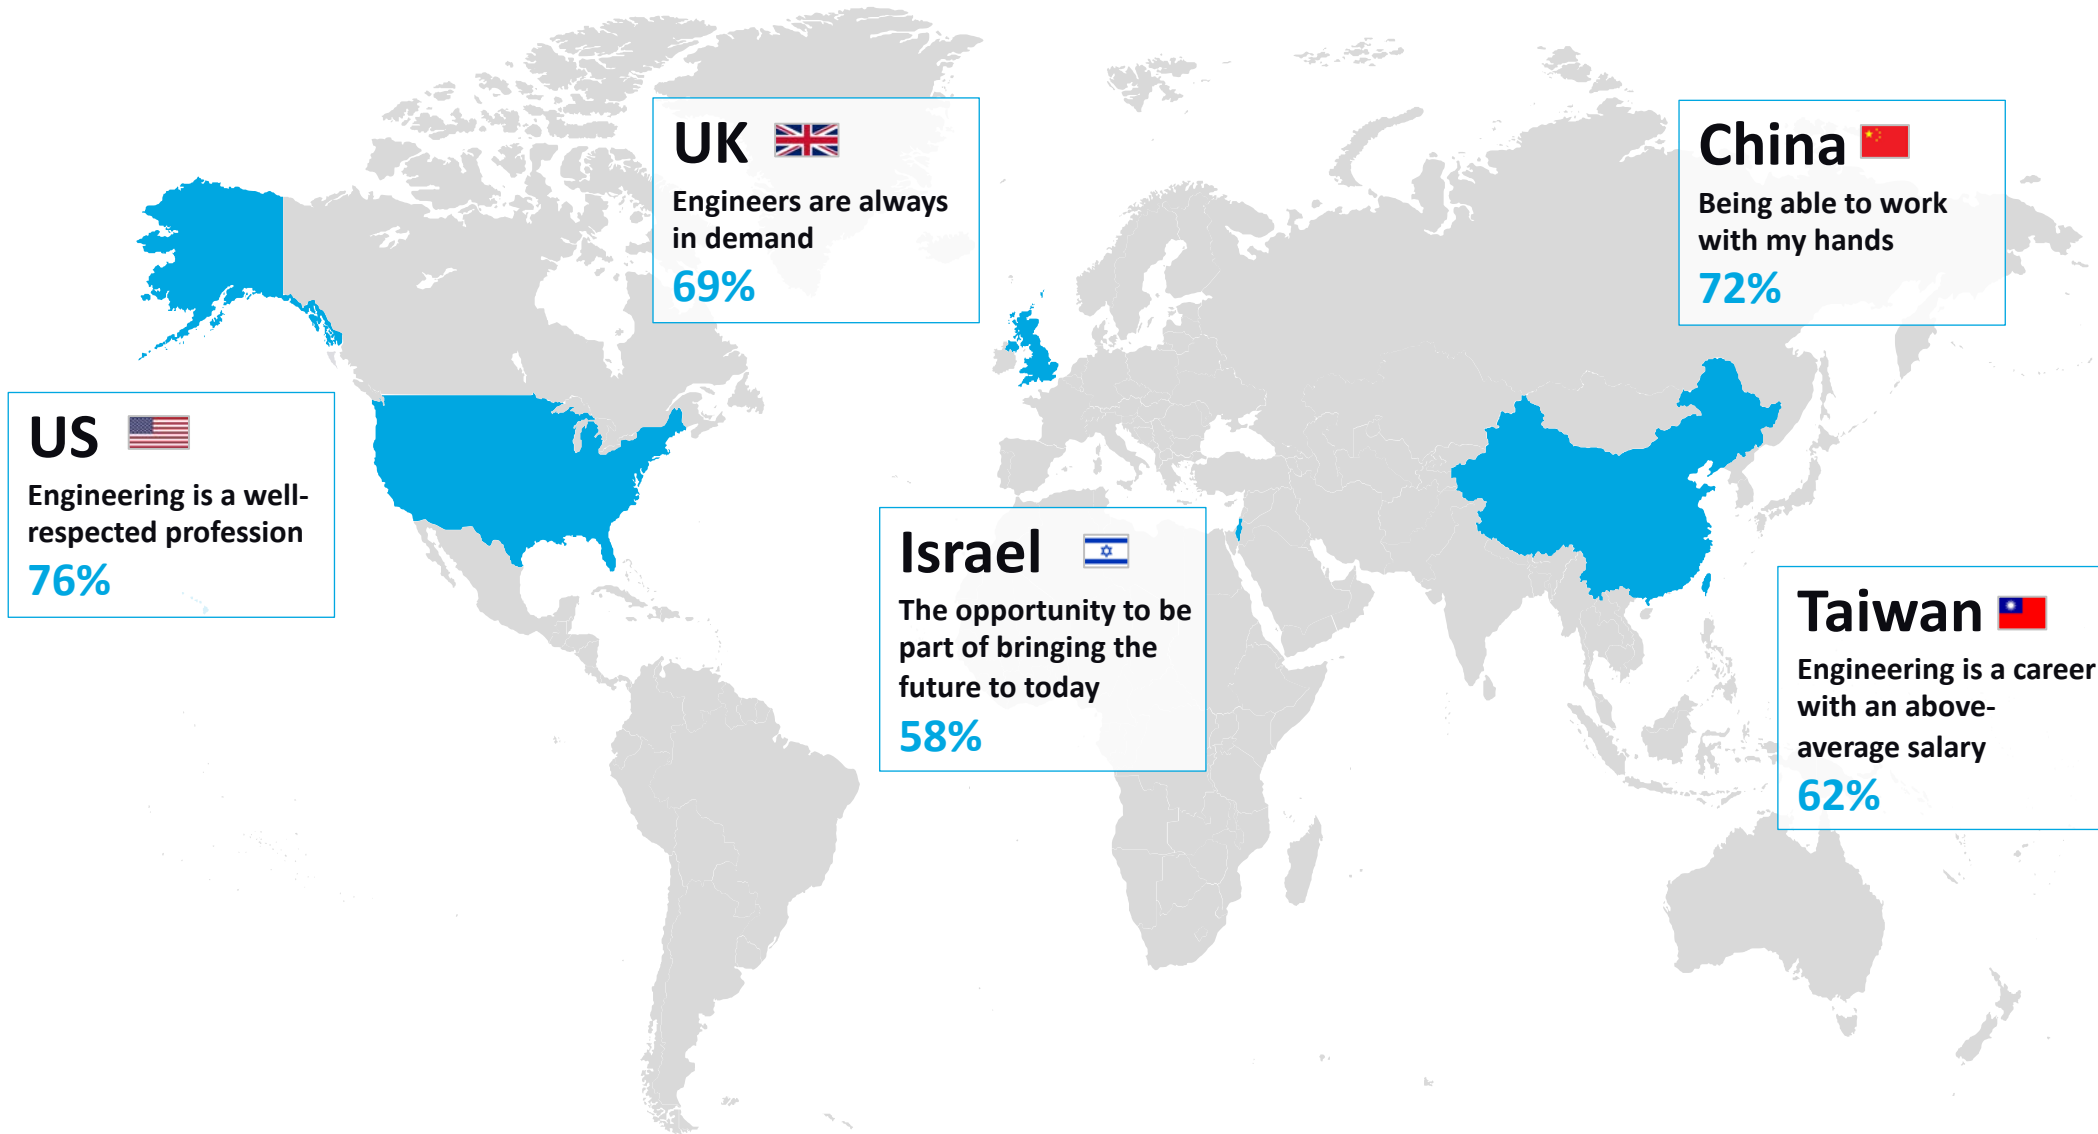 UK
Engineers are always
in demand
69%
China
Being able to work
with my hands
72%
US
Engineering is a well-
respected profession
76%
Israel
The opportunity to be
part of bringing the
future to today
58%
Taiwan
Engineering is a career
with an above-
average salary
62%